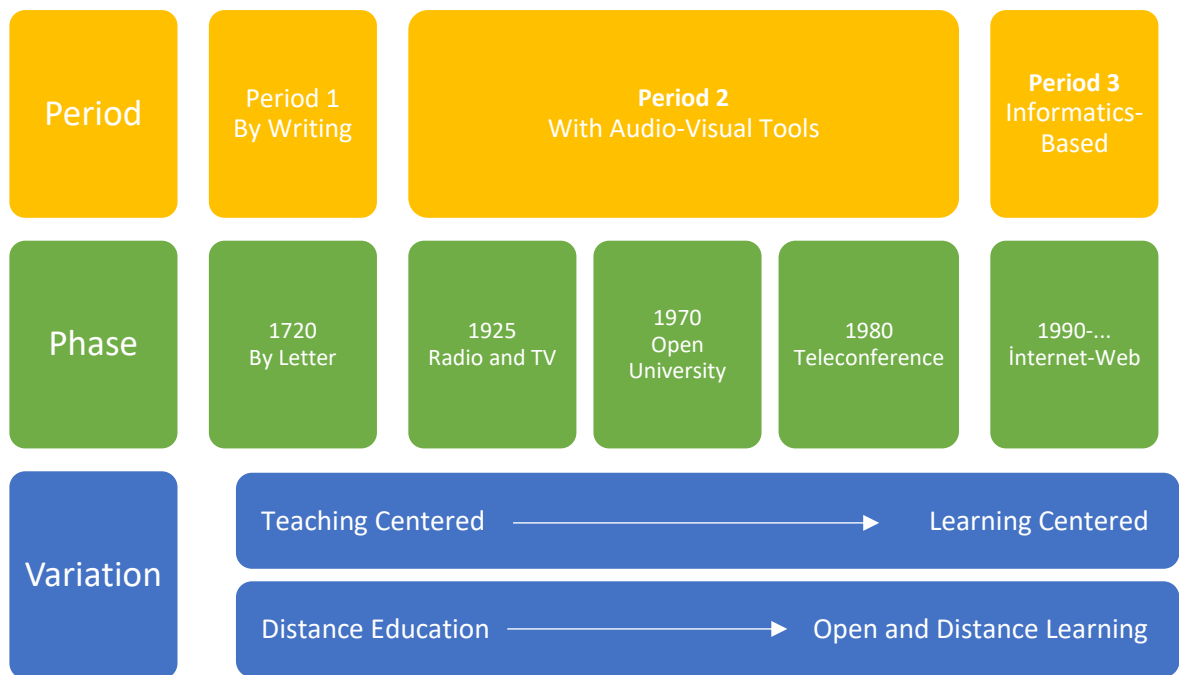 Period
Period 1
By Writing
Period 2
With Audio-Visual Tools
Period 3
Informatics-
Based
Phase
1720
By Letter
1925
Radio and TV
1970
Open
University
1980
Teleconference
1990-...
İnternet-Web
Variation
Teaching Centered
Learning Centered
Distance Education
Open and Distance Learning